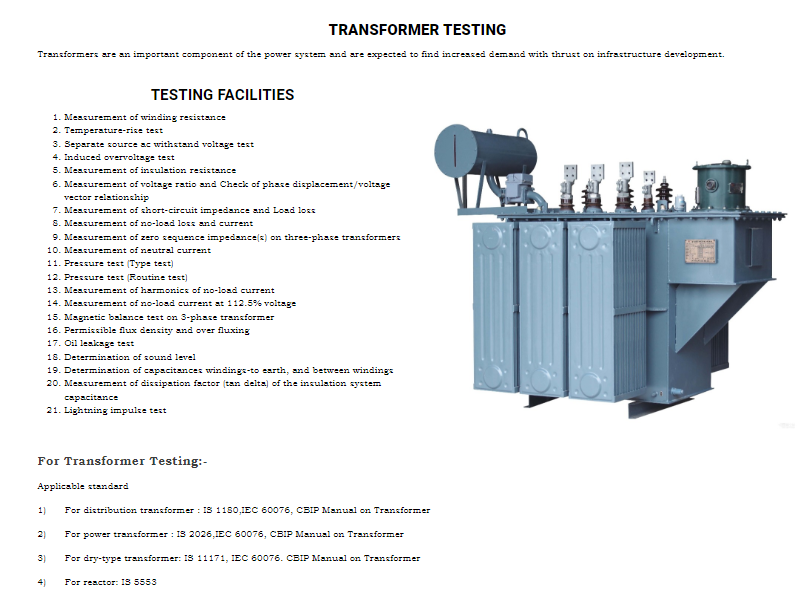 TRANSFORMER TESTING
Transformers are an important component of the power system and are expected to find increased demand with thrust on infrastructure development.
TESTING FACILITIES
1. Measurement of winding resistance
2. Temperature-rise test
3. Separate source ac withstand voltage test
4. Induced overvoltage test
5. Measurement of insulation resistance
6. Measurement of voltage ratio and Check of phase displacement/voltage
vector relationship
7. Measurement of short-circuit impedance and Load loss
8. Measurement of no-load loss and current
9. Measurement of zero sequence impedance(s) on three-phase transformers
10. Measurement of neutral current
11. Pressure test (Type test)
12. Pressure test (Routine test)
13. Measurement of harmonics of no-load current
14. Measurement of no-load current at 112.5% voltage
15. Magnetic balance test on 3-phase transformer
16. Permissible flux density and over fluxing
17. Oil leakage test
18. Determination of sound level
19. Determination of capacitances windings-to earth, and between windings
20. Measurement of dissipation factor (tan delta) of the insulation system
capacitance
21. Lightning impulse test
For Transformer Testing:-
Applicable standard
1) For distribution transformer : IS 1180,IEC 60076, CBIP Manual on Transformer
2) For power transformer : IS 2026,IEC 60076, CBIP Manual on Transformer
3) For dry-type transformer: IS 11171, IEC 60076. CBIP Manual on Transformer
4) For reactor: IS 5553